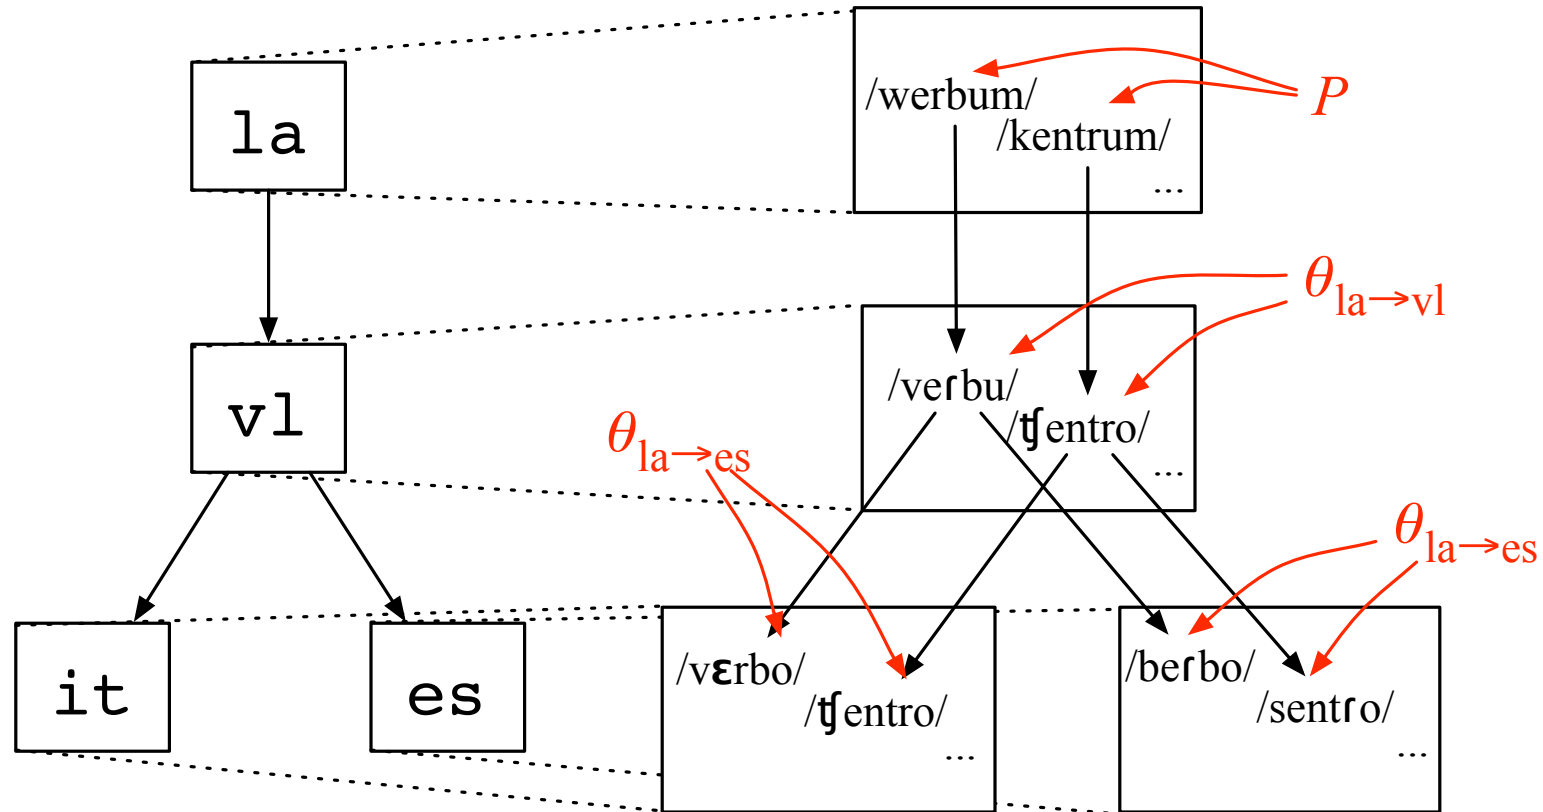 la
/werbum/
/kentrum/
...
P
vl
/veɾbu/
/ʧentro/
...
θla→vl
θla→es
θla→es
it
es
/vɛrbo/
/ʧentro/
...
/beɾbo/
/sentɾo/
...